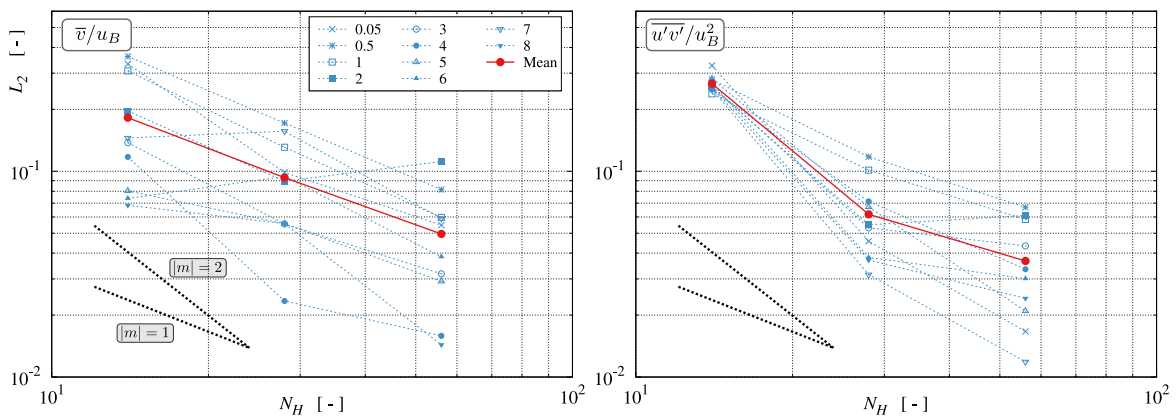 v̅/u_B
0.05 3 7
0.5 4 8
1 5 Mean
2 6
L_2 [ - ]
10^{-1}
10^{-2}
|m| = 2
|m| = 1
10^1 10^2
N_H [ - ]
\overline{u'v'}/u_B^2
10^{-1}
10^{-2}
10^1 10^2
N_H [ - ]